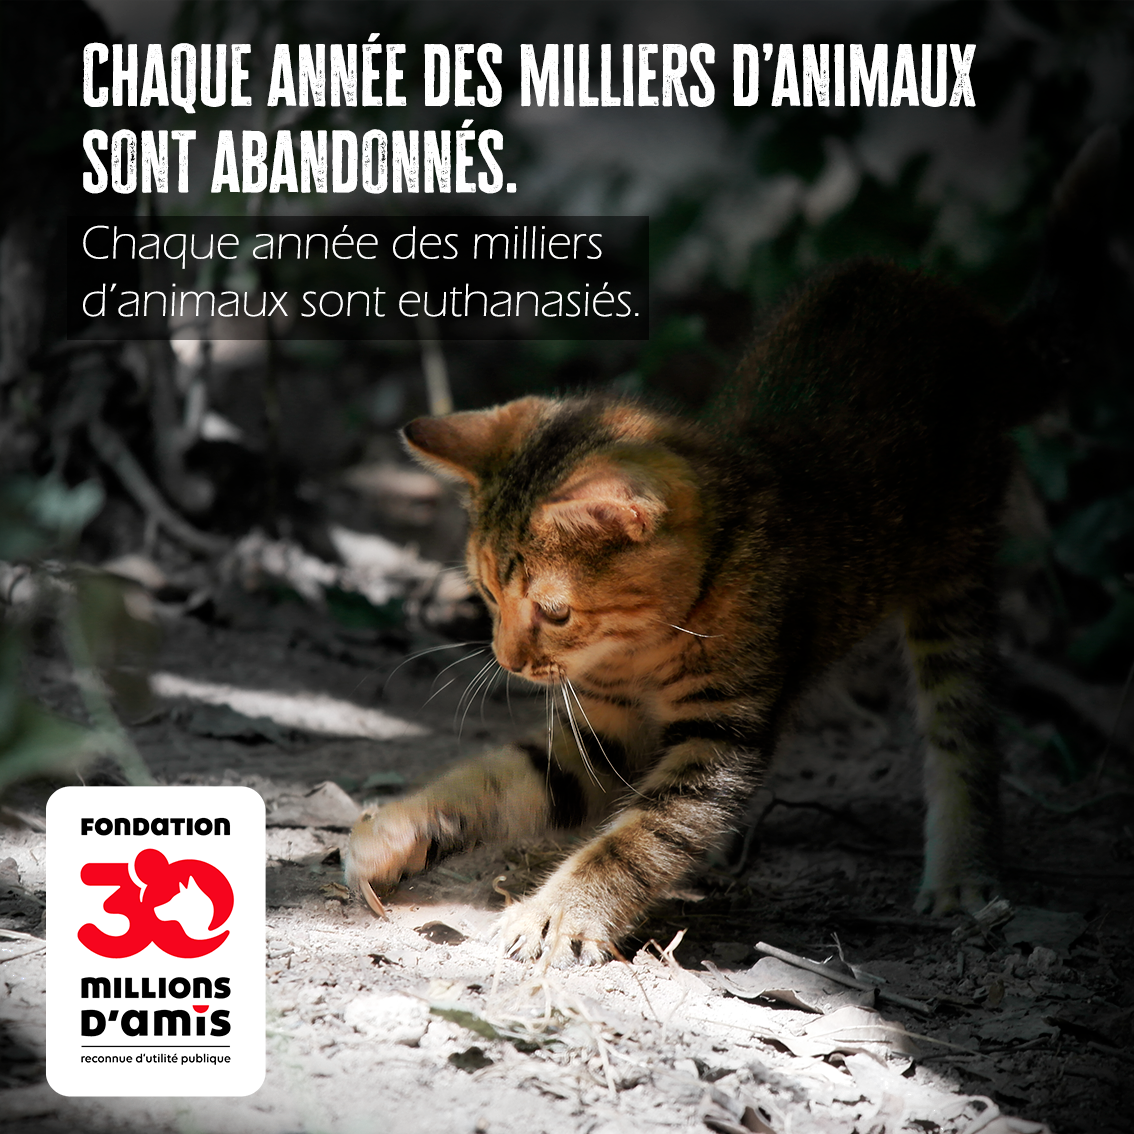 CHAQUE ANNÉE DES MILLIERS D'ANIMAUX
SONT ABANDONNÉS.
Chaque année des milliers
d'animaux sont euthanasiés.
FONDATION
30
MILLIONS
D'AMIS
reconnue d'utilité publique